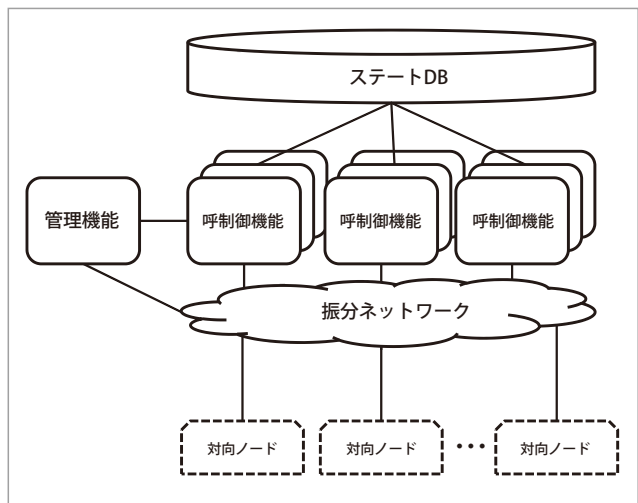 ステートDB
管理機能
呼制御機能
呼制御機能
呼制御機能
振分ネットワーク
対向ノード
対向ノード
•••
対向ノード